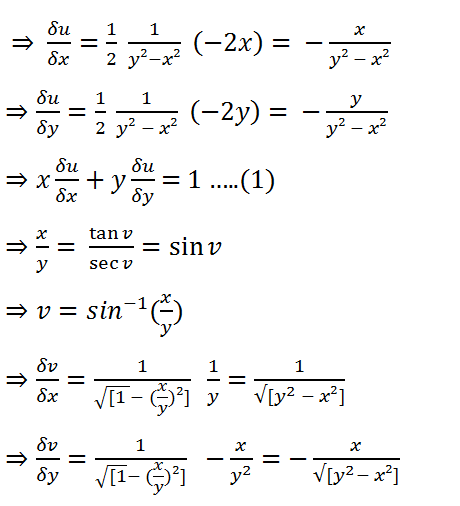 ⇒ δu/δx = 1/2 1/(y²−x²) (−2x) = − x/(y² − x²)
⇒ δu/δy = 1/2 1/(y² − x²) (−2y) = − y/(y² − x²)
⇒ x δu/δx + y δu/δy = 1 .....(1)
⇒ x/y = tan v/sec v = sin v
⇒ v = sin⁻¹(x/y)
⇒ δv/δx = 1/√[1 − (x/y)²] 1/y = 1/√[y² − x²]
⇒ δv/δy = 1/√[1− (x/y)²] − x/y² = − x/√[y² − x²]